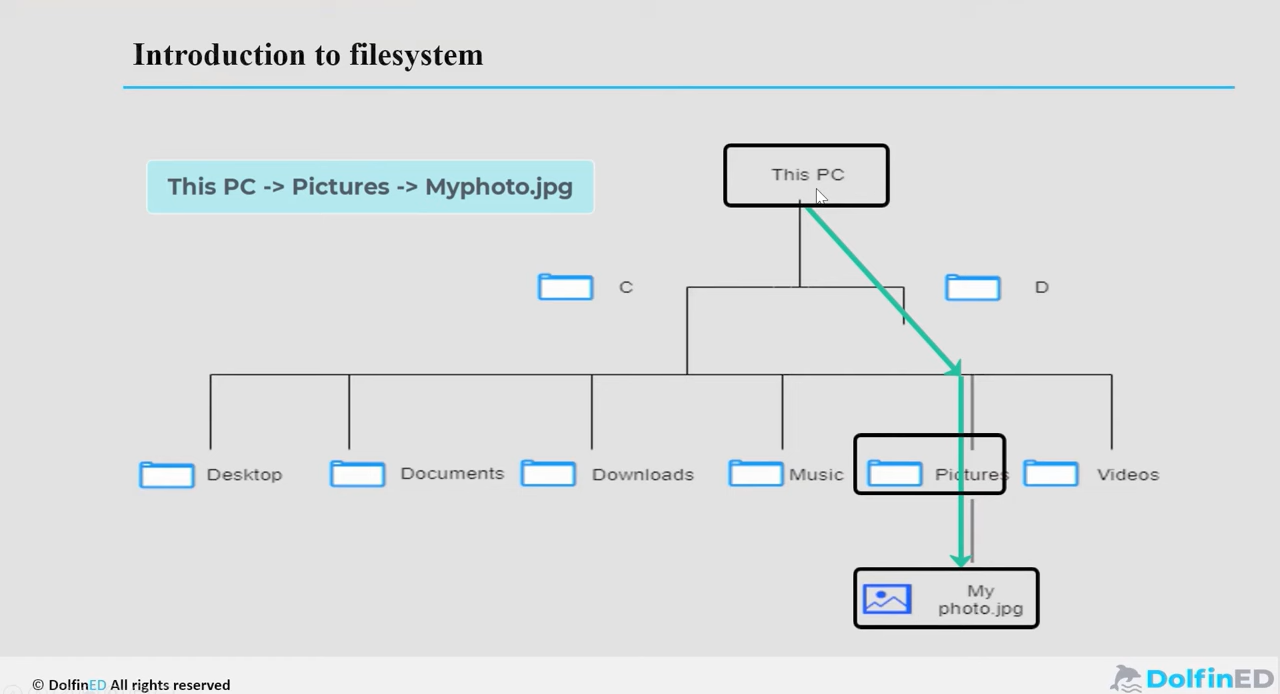 Introduction to filesystem
This PC -> Pictures -> Myphoto.jpg
This PC
C
D
Desktop
Documents
Downloads
Music
Pictures
Videos
My
photo.jpg
© DolfinED All rights reserved
DolfinED